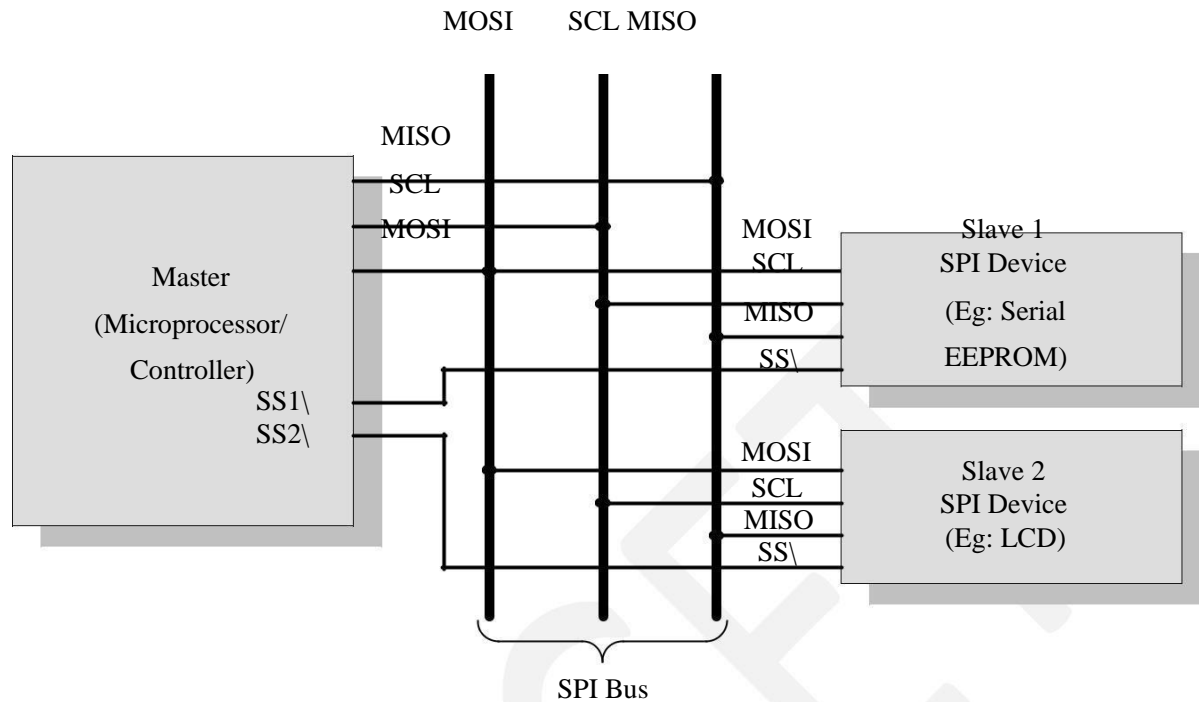 MOSI SCL MISO
MISO
SCL
MOSI
Master
(Microprocessor/
Controller)
SS1\
SS2\
MOSI
SCL
MISO
SS\
Slave 1
SPI Device
(Eg: Serial
EEPROM)
MOSI
SCL
MISO
SS\
Slave 2
SPI Device
(Eg: LCD)
SPI Bus